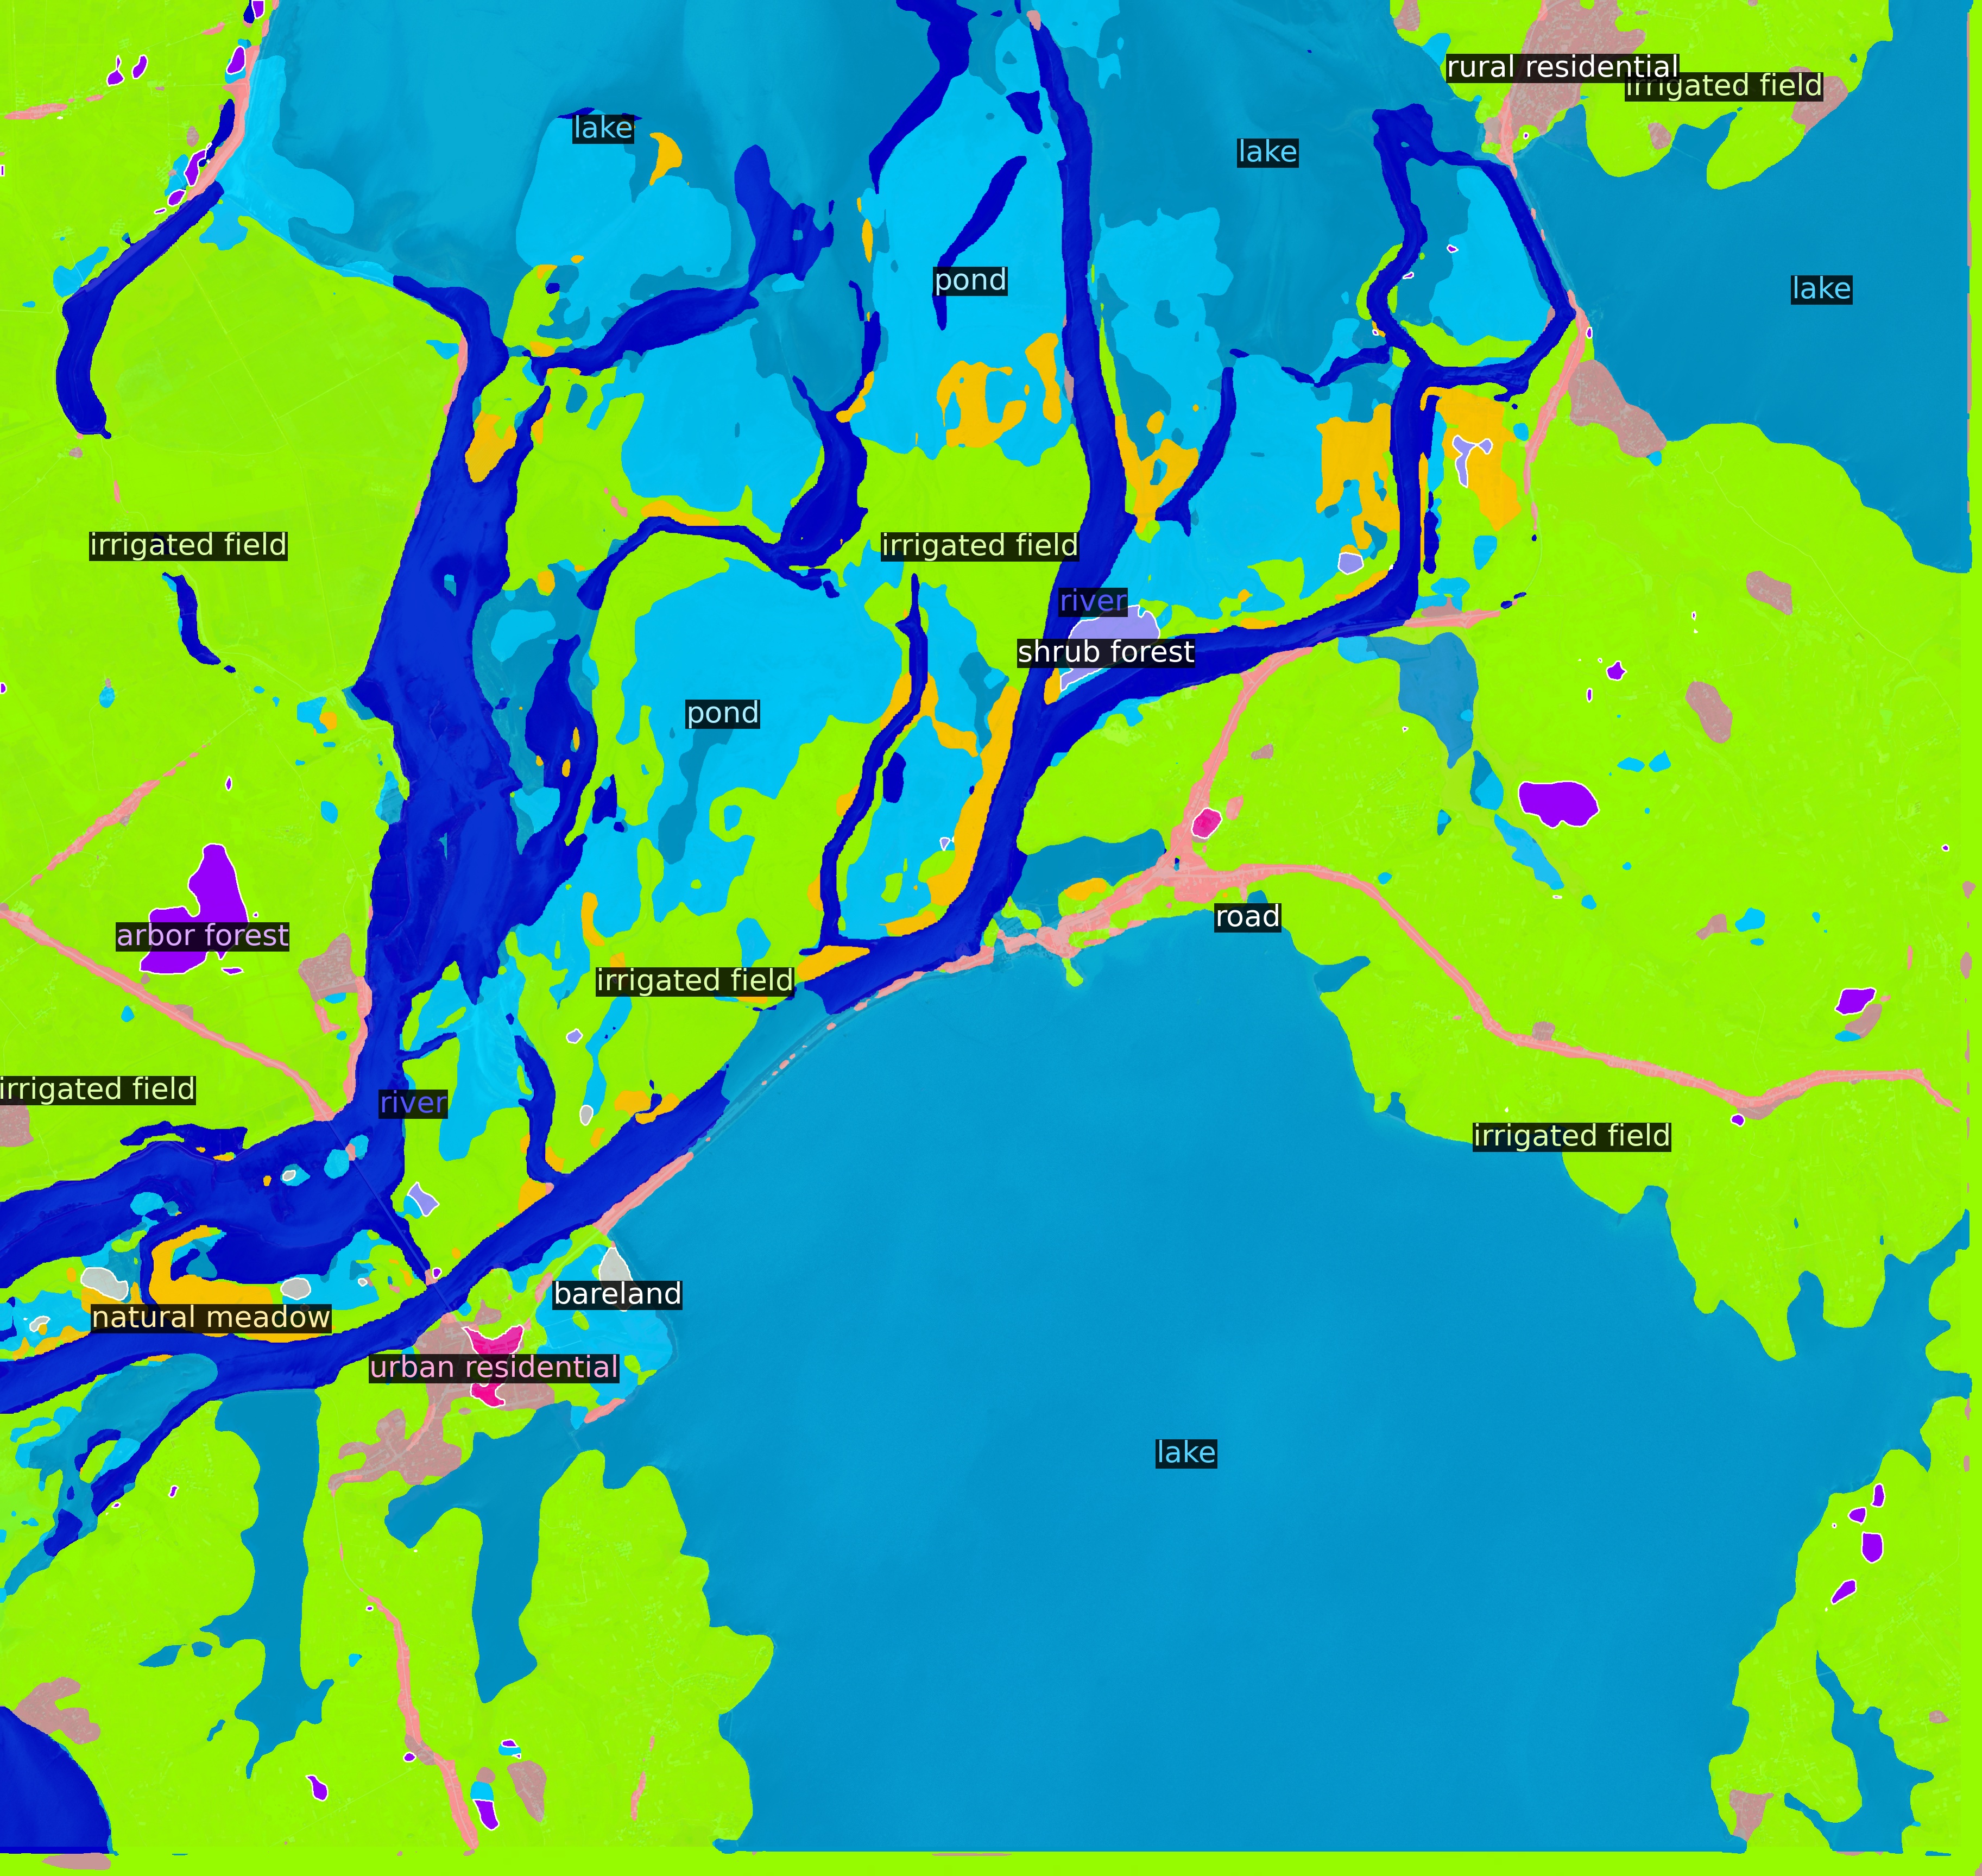 rural residential
irrigated field
lake
lake
pond
lake
irrigated field
irrigated field
river
shrub forest
pond
road
arbor forest
irrigated field
irrigated field
river
irrigated field
bareland
natural meadow
urban residential
lake